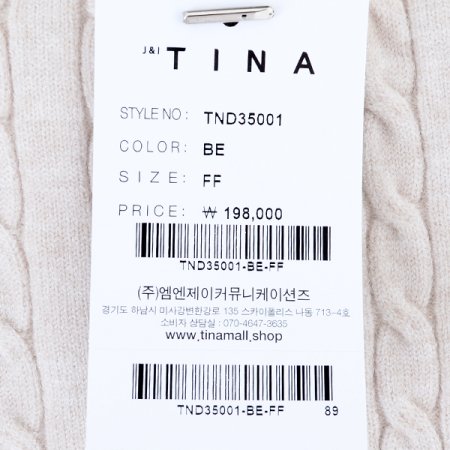 J&I TINA
STYLE NO: TND35001
COLOR: BE
SIZE: FF
PRICE: ₩ 198,000
TND35001-BE-FF
(주)엠엔제이커뮤니케이션즈
경기도 하남시 미사강변한강로 135 스카이폴리스 나동 713-4호
소비자 상담실 : 070-4647-3635
www.tinamall.shop
TND35001-BE-FF 89